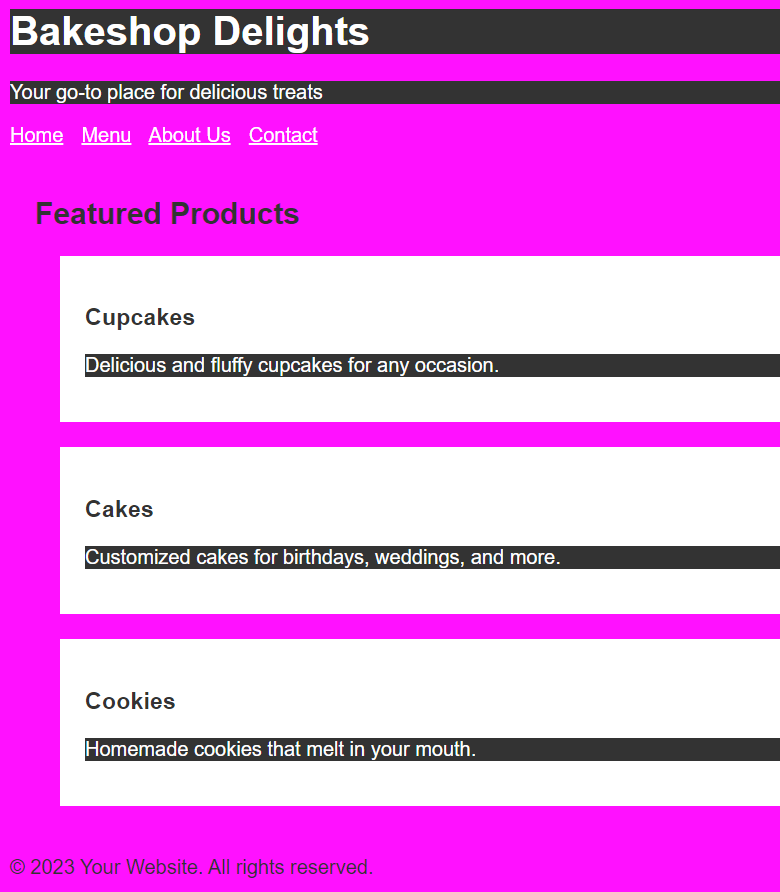 Bakeshop Delights
Your go-to place for delicious treats
Home Menu About Us Contact
Featured Products
Cupcakes
Delicious and fluffy cupcakes for any occasion.
Cakes
Customized cakes for birthdays, weddings, and more.
Cookies
Homemade cookies that melt in your mouth.
© 2023 Your Website. All rights reserved.